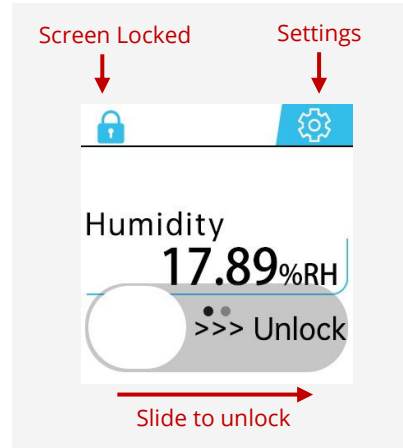 Screen Locked Settings
Humidity
17.89%RH
>>> Unlock
Slide to unlock